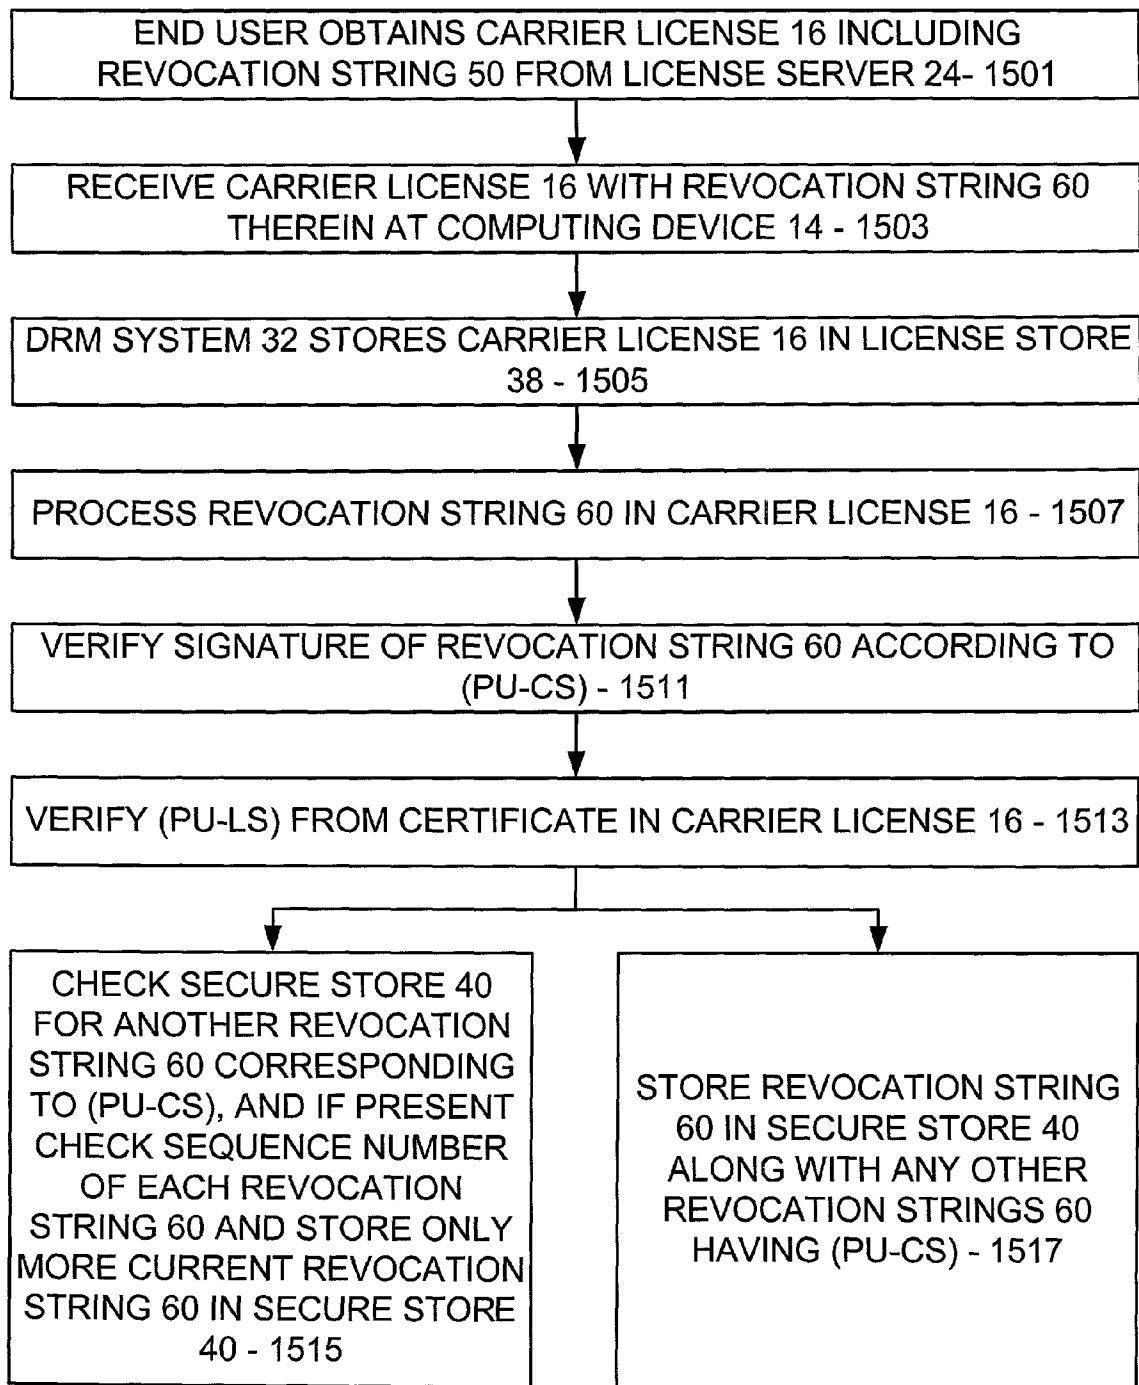 END USER OBTAINS CARRIER LICENSE 16 INCLUDING
REVOCATION STRING 50 FROM LICENSE SERVER 24- 1501
RECEIVE CARRIER LICENSE 16 WITH REVOCATION STRING 60
THEREIN AT COMPUTING DEVICE 14 - 1503
DRM SYSTEM 32 STORES CARRIER LICENSE 16 IN LICENSE STORE
38 - 1505
PROCESS REVOCATION STRING 60 IN CARRIER LICENSE 16 - 1507
VERIFY SIGNATURE OF REVOCATION STRING 60 ACCORDING TO
(PU-CS) - 1511
VERIFY (PU-LS) FROM CERTIFICATE IN CARRIER LICENSE 16 - 1513
CHECK SECURE STORE 40
FOR ANOTHER REVOCATION
STRING 60 CORRESPONDING
TO (PU-CS), AND IF PRESENT
CHECK SEQUENCE NUMBER
OF EACH REVOCATION
STRING 60 AND STORE ONLY
MORE CURRENT REVOCATION
STRING 60 IN SECURE STORE
40 - 1515
STORE REVOCATION STRING
60 IN SECURE STORE 40
ALONG WITH ANY OTHER
REVOCATION STRINGS 60
HAVING (PU-CS) - 1517